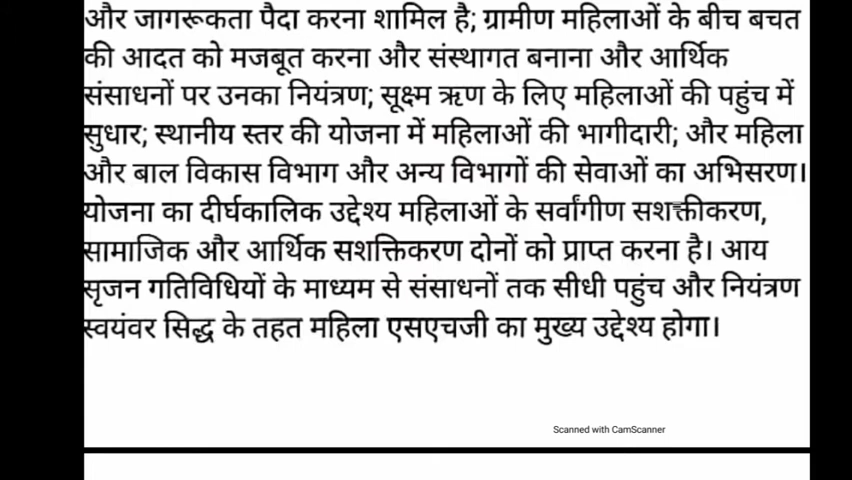 और जागरूकता पैदा करना शामिल है; ग्रामीण महिलाओं के बीच बचत
की आदत को मजबूत करना और संस्थागत बनाना और आर्थिक
संसाधनों पर उनका नियंत्रण; सूक्ष्म ऋण के लिए महिलाओं की पहुंच में
सुधार; स्थानीय स्तर की योजना में महिलाओं की भागीदारी; और महिला
और बाल विकास विभाग और अन्य विभागों की सेवाओं का अभिसरण।
योजना का दीर्घकालिक उद्देश्य महिलाओं के सर्वांगीण सशक्तीकरण,
सामाजिक और आर्थिक सशक्तिकरण दोनों को प्राप्त करना है। आय
सृजन गतिविधियों के माध्यम से संसाधनों तक सीधी पहुंच और नियंत्रण
स्वयंवर सिद्ध के तहत महिला एसएचजी का मुख्य उद्देश्य होगा।
Scanned with CamScanner